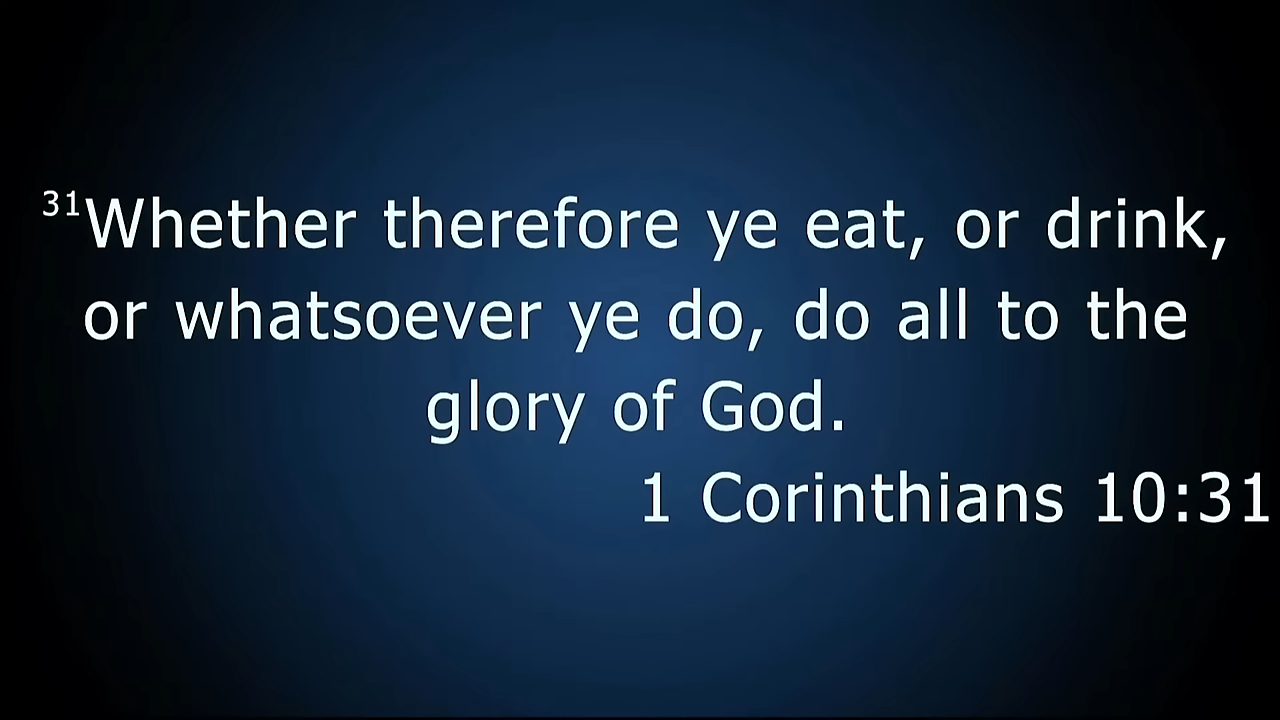 ³¹Whether therefore ye eat, or drink,
or whatsoever ye do, do all to the
glory of God.
1 Corinthians 10:31